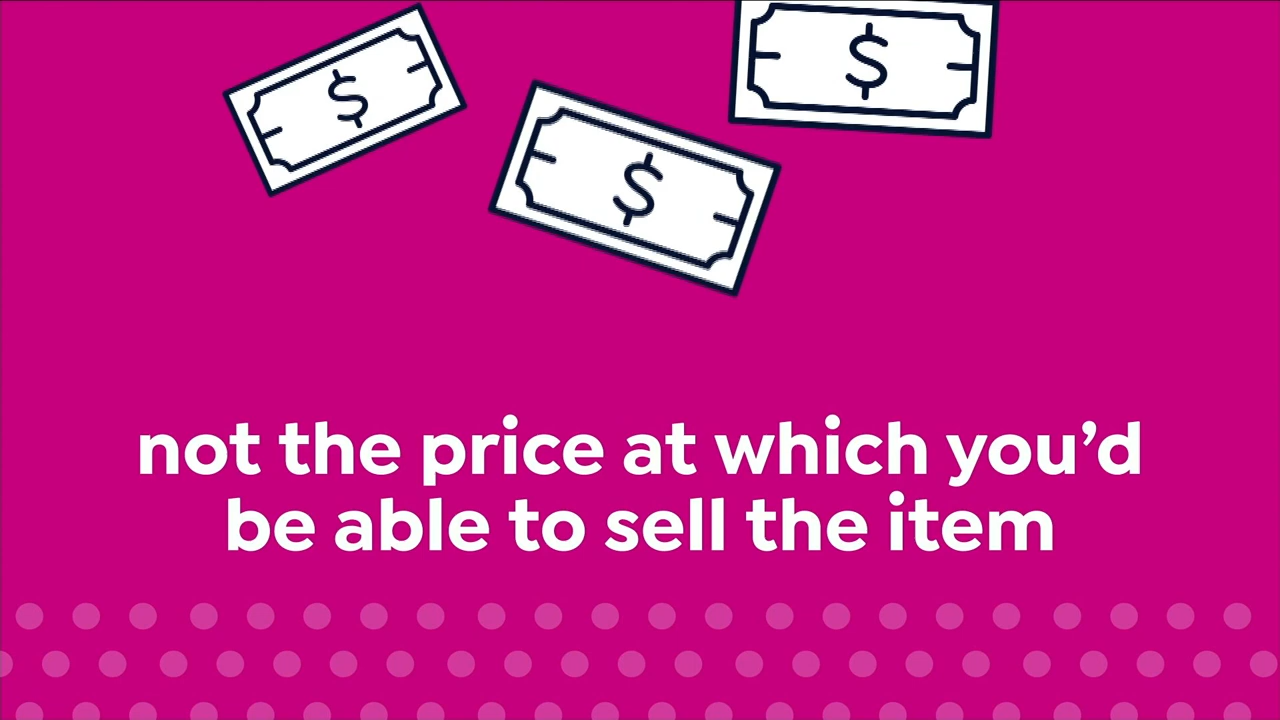 $
$
$
not the price at which you’d
be able to sell the item